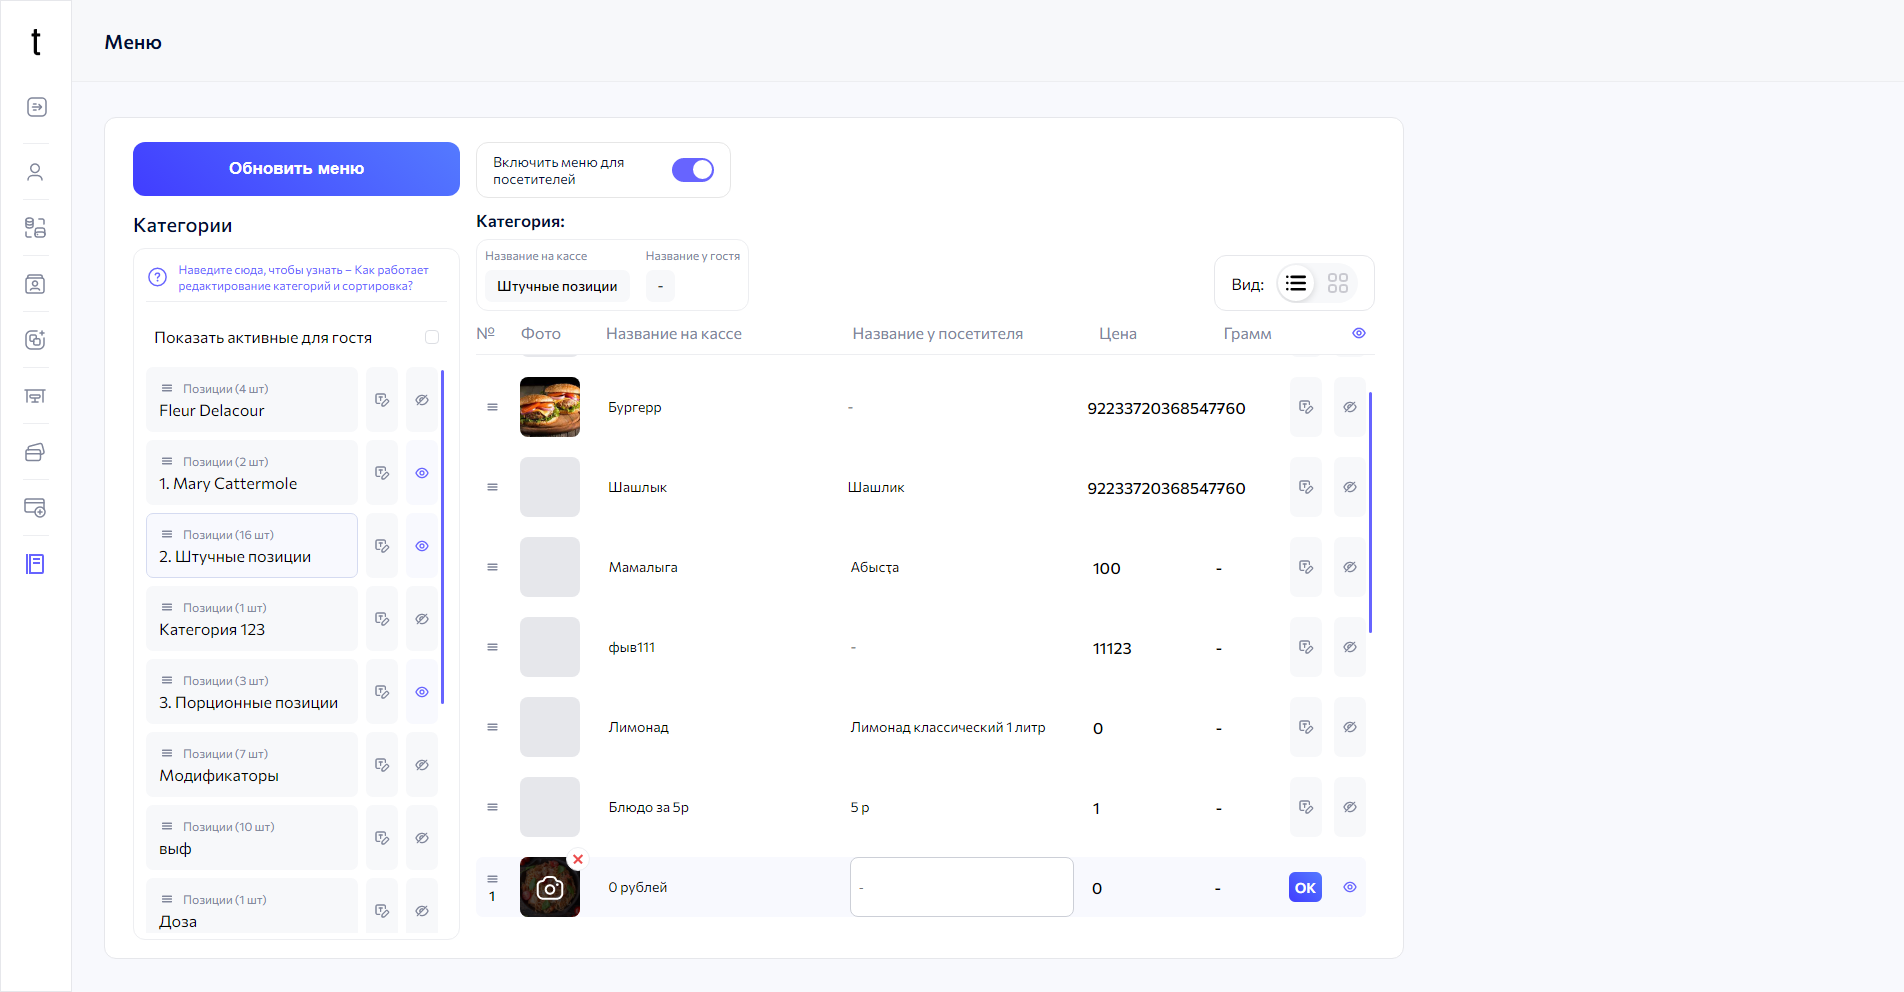 t
Меню
Обновить меню
Включить меню для
посетителей
Категории
Наведите сюда, чтобы узнать – Как работает
редактирование категорий и сортировка?
Показать активные для гостя
Позиции (4 шт)
Fleur Delacour
Позиции (2 шт)
1. Mary Cattermole
Позиции (16 шт)
2. Штучные позиции
Позиции (1 шт)
Категория 123
Позиции (3 шт)
3. Порционные позиции
Позиции (7 шт)
Модификаторы
Позиции (10 шт)
выф
Позиции (1 шт)
Доза
Категория:
Название на кассе Название у гостя
Штучные позиции -
Вид:
№ Фото Название на кассе Название у посетителя Цена Грамм
Бургерр - 92233720368547760 -
Шашлык Шашлик 92233720368547760 -
Мамалыга Абысҭа 100 -
фыв111 - 11123 -
Лимонад Лимонад классический 1 литр 0 -
Блюдо за 5р 5 р 1 -
1 0 рублей - 0 - OK